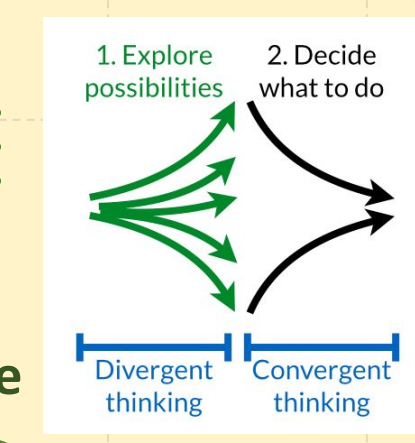 1. Explore
possibilities
2. Decide
what to do
e
Divergent
thinking
Convergent
thinking